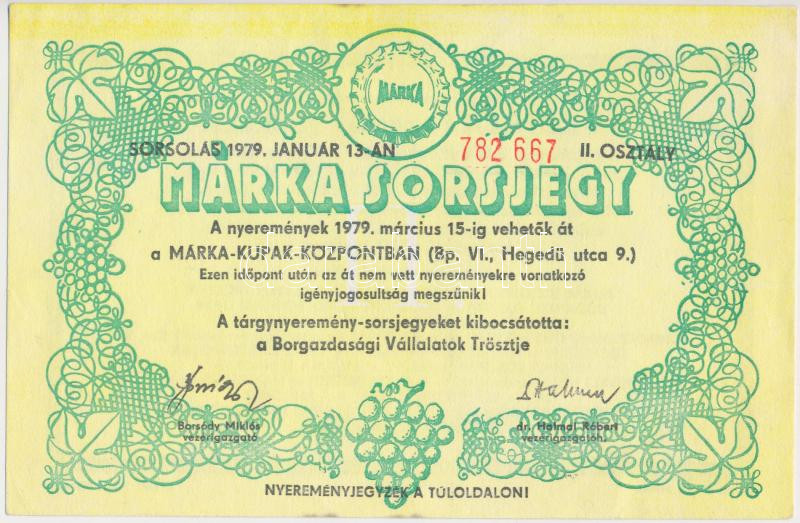 MÁRKA
SORSOLÁS 1979. JANUÁR 13-ÁN 782 667 II. OSZTÁLY
MÁRKA SORSJEGY
A nyeremények 1979. március 15-ig vehetők át
a MÁRKA-KUPAK-KÖZPONTBAN (Bp. VI., Hegedű utca 9.)
Ezen időpont után az át nem vett nyereményekre vonatkozó
igényjogosultság megszűnik!
A tárgynyeremény-sorsjegyeket kibocsátotta:
a Borgazdasági Vállalatok Trösztje
Borsódy Miklós dr. Halmai Róbert
vezérigazgató vezérigazgatóh.
NYEREMÉNYJEGYZÉK A TÚLOLDALON!